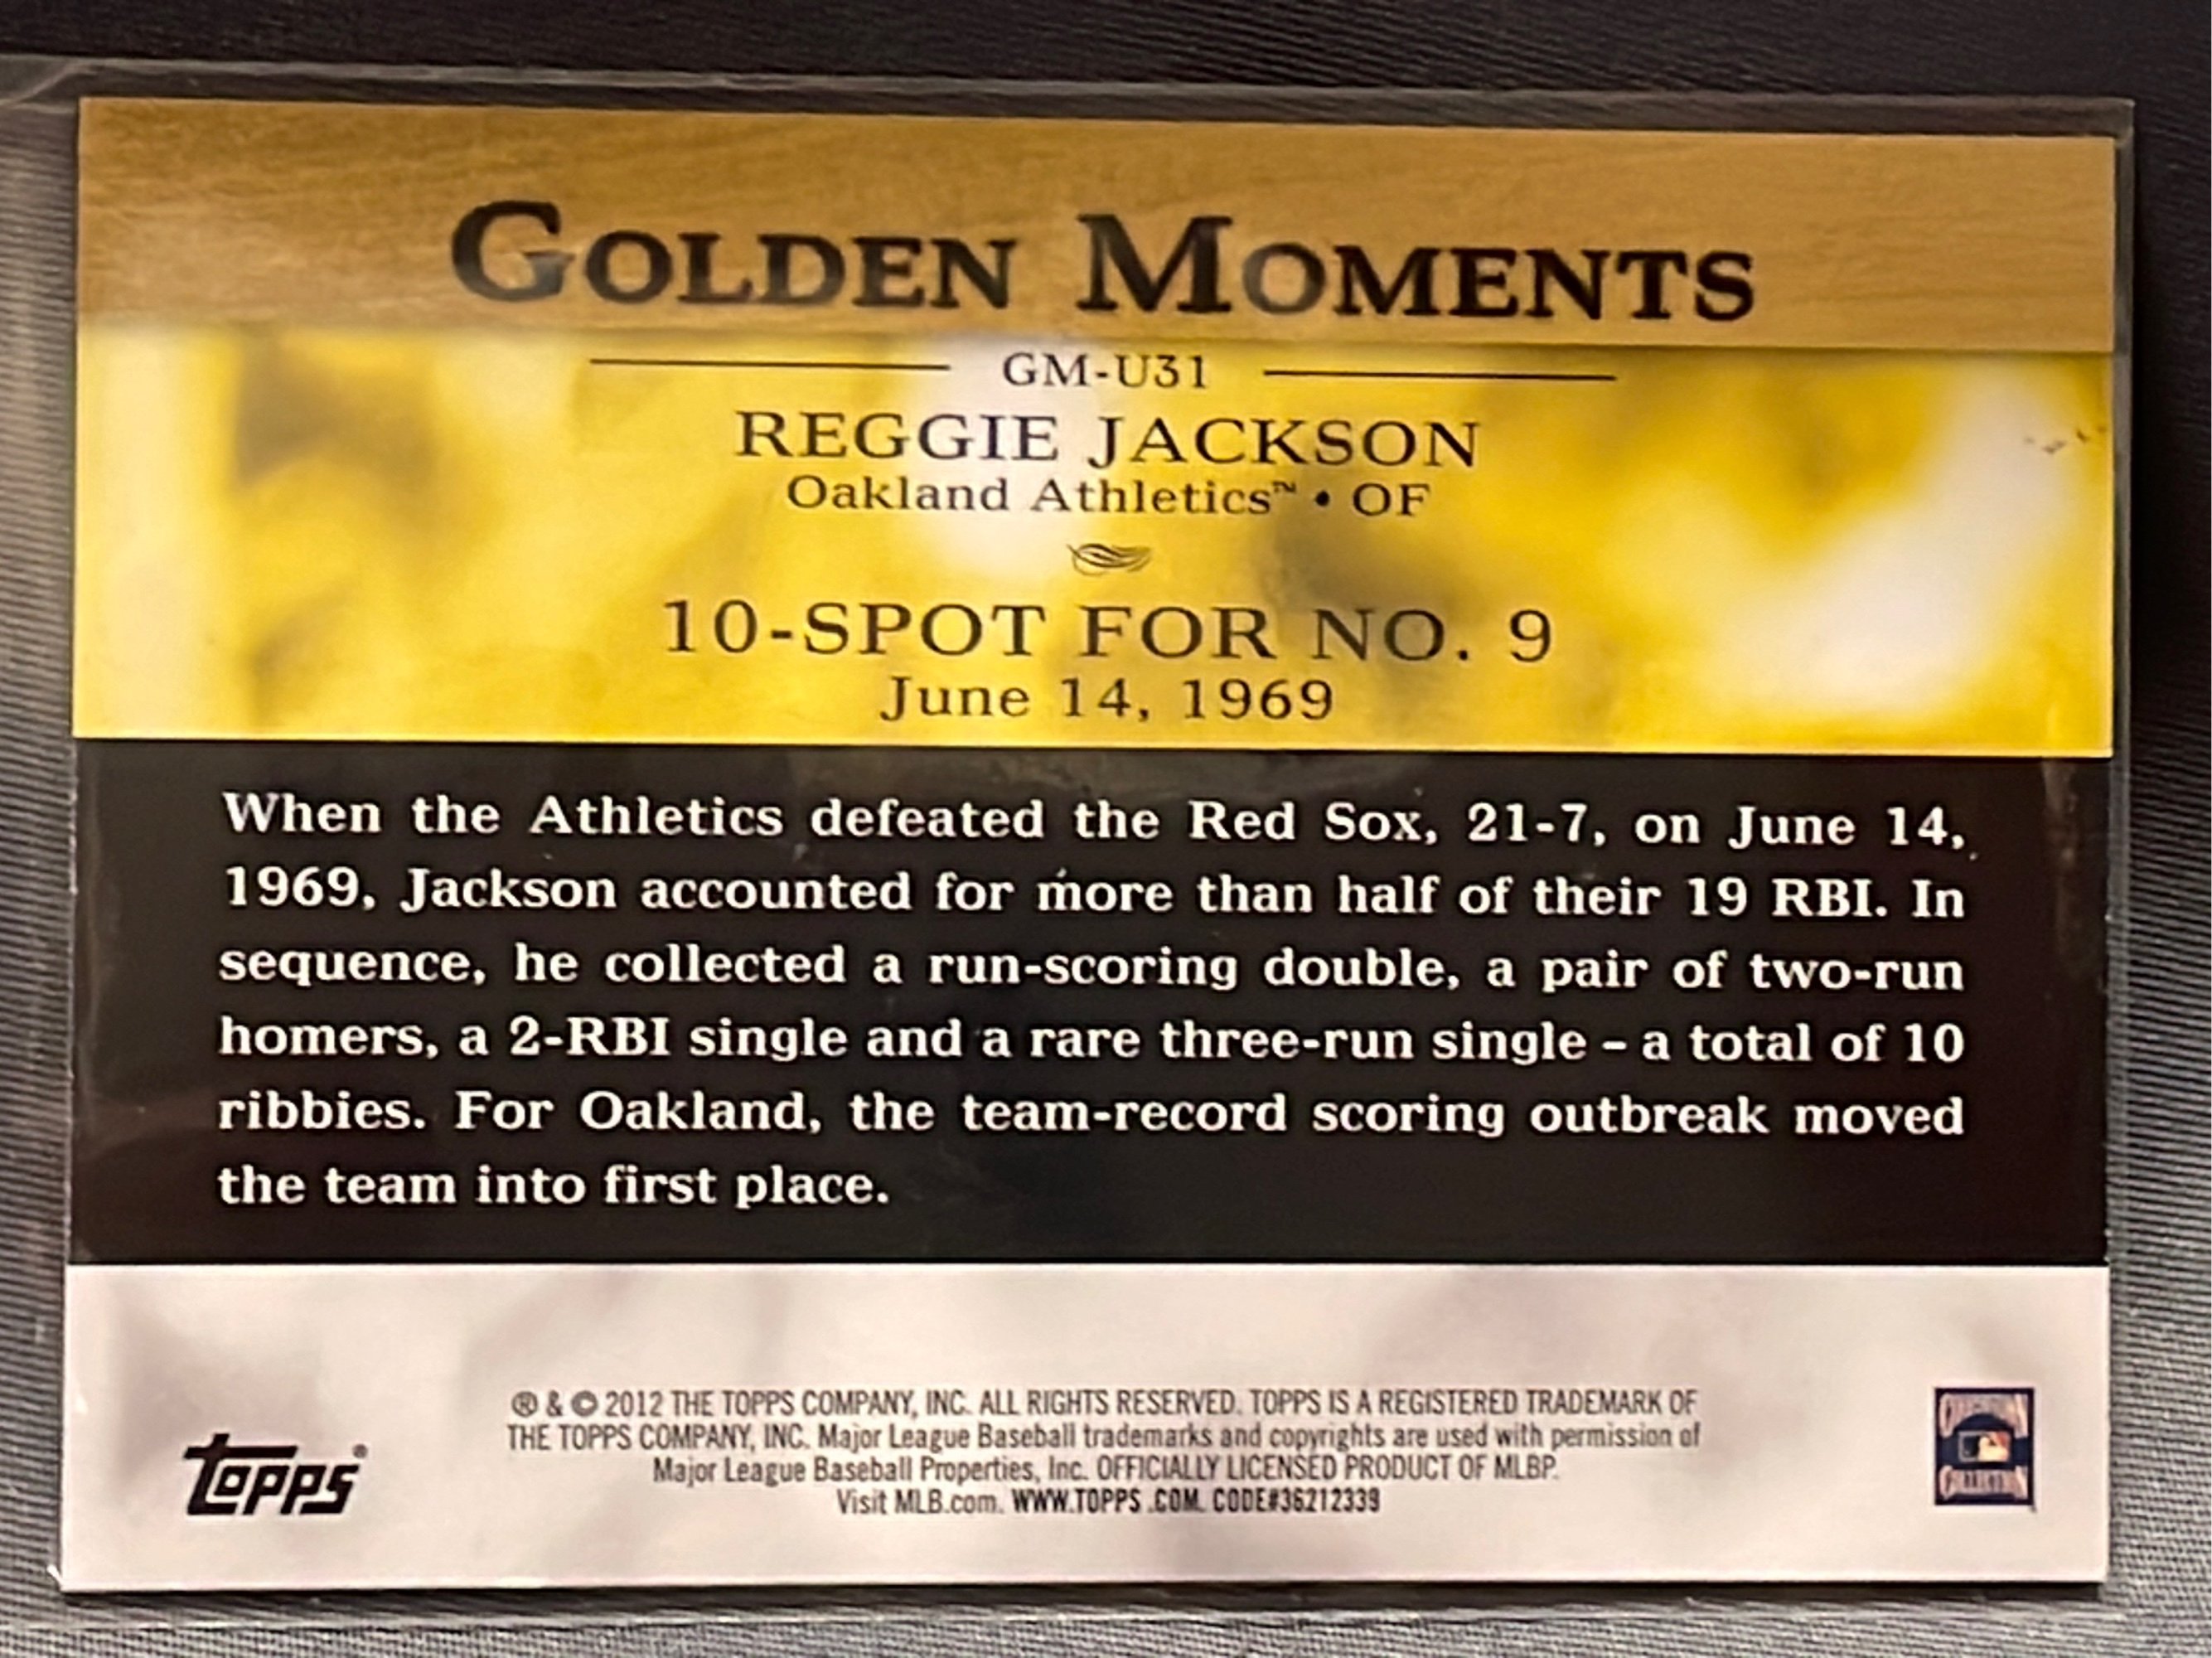 GOLDEN MOMENTS
GM-U31
REGGIE JACKSON
Oakland Athletics™ • OF
10-SPOT FOR NO. 9
June 14, 1969
When the Athletics defeated the Red Sox, 21-7, on June 14,
1969, Jackson accounted for more than half of their 19 RBI. In
sequence, he collected a run-scoring double, a pair of two-run
homers, a 2-RBI single and a rare three-run single – a total of 10
ribbies. For Oakland, the team-record scoring outbreak moved
the team into first place.
® & © 2012 THE TOPPS COMPANY, INC. ALL RIGHTS RESERVED. TOPPS IS A REGISTERED TRADEMARK OF
THE TOPPS COMPANY, INC. Major League Baseball trademarks and copyrights are used with permission of
Major League Baseball Properties, Inc. OFFICIALLY LICENSED PRODUCT OF MLBP.
Visit MLB.com. WWW.TOPPS .COM. CODE#36212339
Topps®
COLLECTION